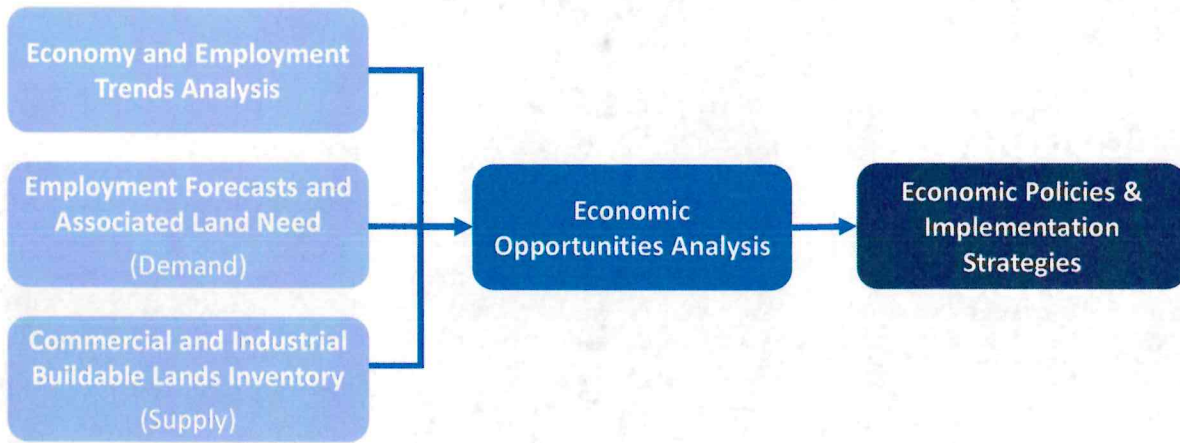 Economy and Employment
Trends Analysis
Employment Forecasts and
Associated Land Need
(Demand)
Commercial and Industrial
Buildable Lands Inventory
(Supply)
Economic
Opportunities Analysis
Economic Policies &
Implementation
Strategies